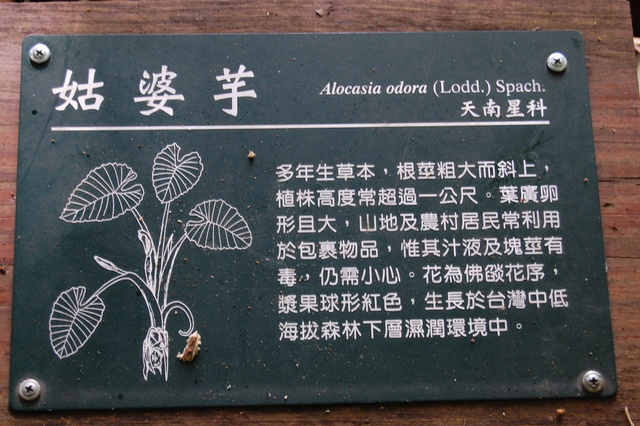 姑婆芋
Alocasia odora (Lodd.) Spach.
天南星科
多年生草本，根莖粗大而斜上，
植株高度常超過一公尺。葉廣卵
形且大，山地及農村居民常利用
於包裹物品，惟其汁液及塊莖有
毒，仍需小心。花為佛燄花序，
漿果球形紅色，生長於台灣中低
海拔森林下層濕潤環境中。